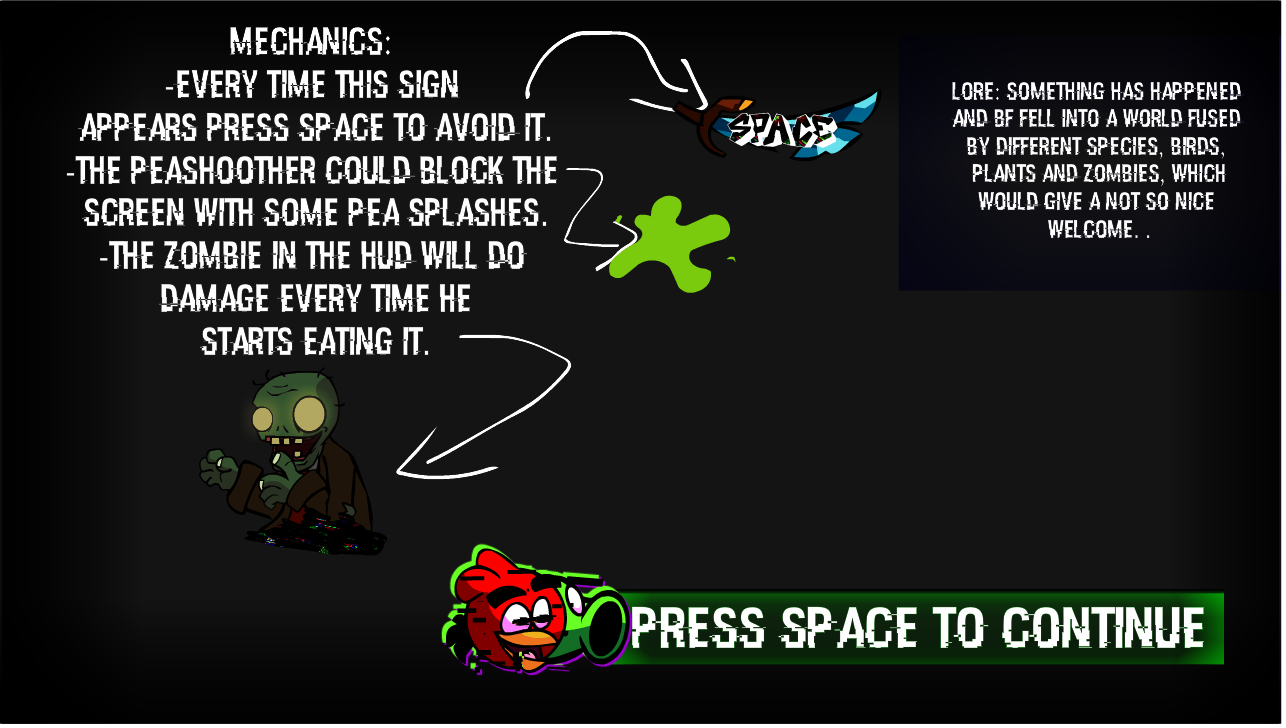 MECHANICS:
-EVERY TIME THIS SIGN
APPEARS PRESS SPACE TO AVOID IT.
-THE PEASHOOTHER COULD BLOCK THE
SCREEN WITH SOME PEA SPLASHES.
-THE ZOMBIE IN THE HUD WILL DO
DAMAGE EVERY TIME HE
STARTS EATING IT.
SPACE
LORE: SOMETHING HAS HAPPENED
AND BF FELL INTO A WORLD FUSED
BY DIFFERENT SPECIES, BIRDS,
PLANTS AND ZOMBIES, WHICH
WOULD GIVE A NOT SO NICE
WELCOME. .
PRESS SPACE TO CONTINUE